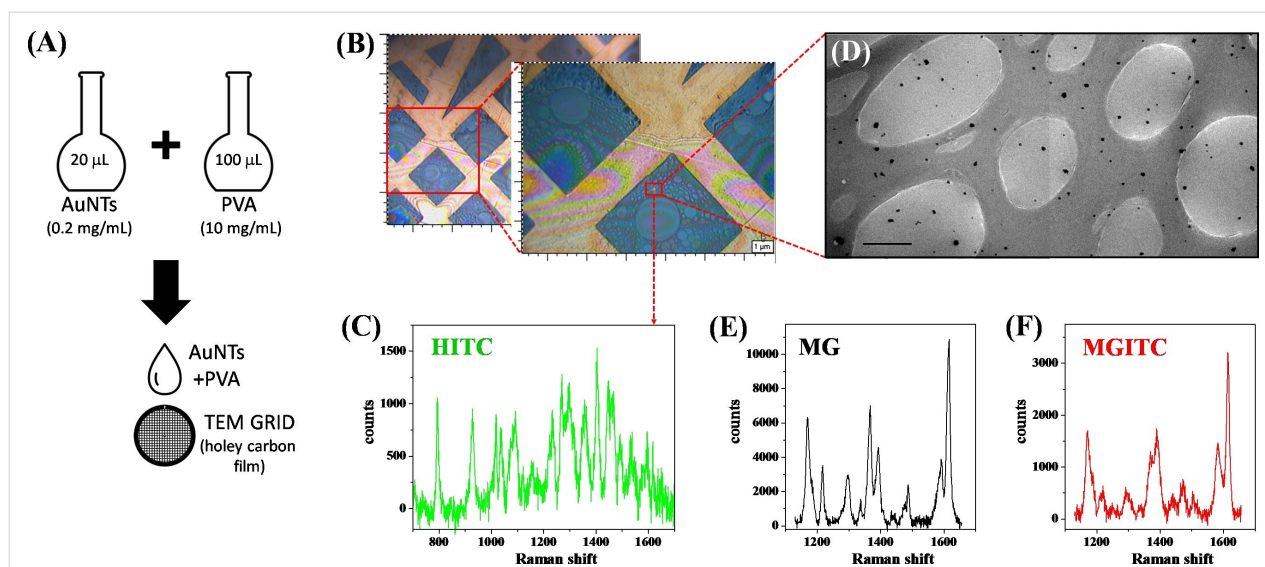 (A)
20 μL
+
100 μL
AuNTs
(0.2 mg/mL)
PVA
(10 mg/mL)
AuNTs
+PVA
TEM GRID
(holey carbon
film)
(B)
1 μm
(D)
(C)
HITC
counts
1500
1000
500
0
800
1000
1200
1400
1600
Raman shift
(E)
MG
counts
10000
8000
6000
4000
2000
0
1200
1400
1600
Raman shift
(F)
MGITC
counts
3000
2000
1000
0
1200
1400
1600
Raman shift